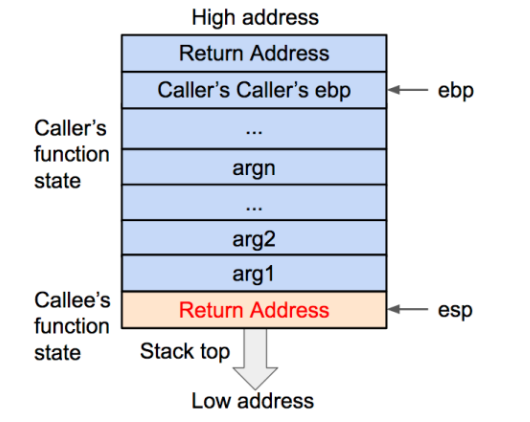 High address
Return Address
Caller's Caller's ebp
ebp
...
Caller's
function
state
argn
...
arg2
arg1
Callee's
function
state
Return Address
esp
Stack top
Low address